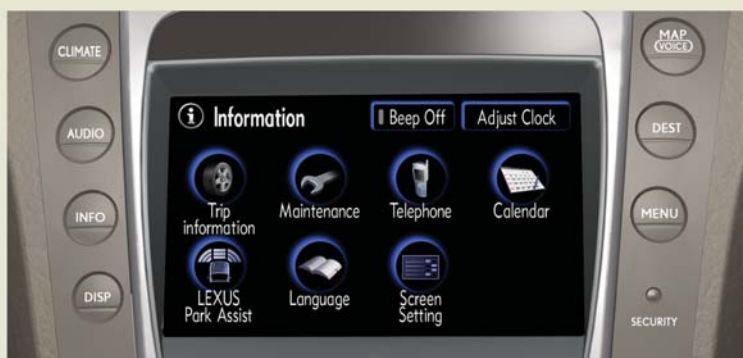 CLIMATE
AUDIO
INFO
DISP
Information
Beep Off
Adjust Clock
Trip
information
Maintenance
Telephone
Calendar
LEXUS
Park Assist
Language
Screen
Setting
MAP
VOICE
DEST
MENU
SECURITY